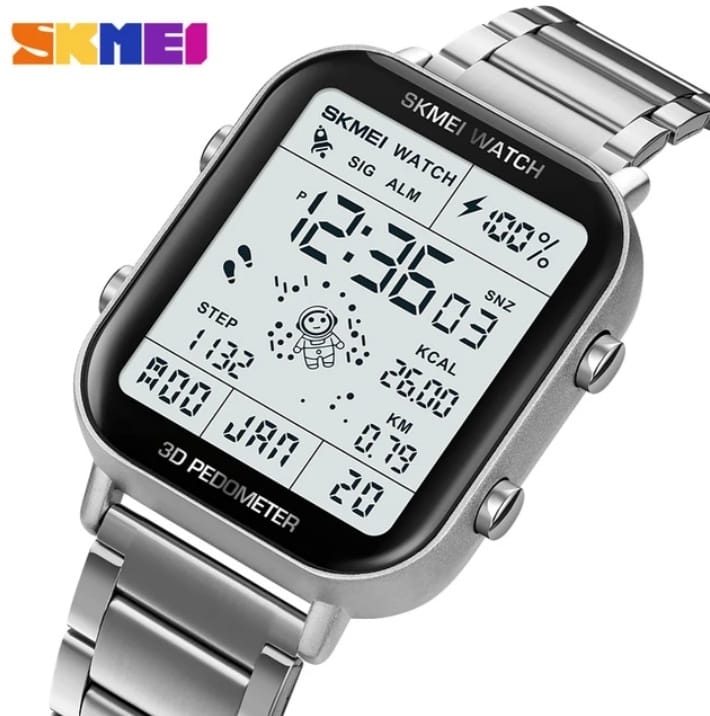 SKMEI
SKMEI WATCH
SKMEI WATCH
100%
SIG ALM
P 12:36 03
SNZ
STEP
1132
KCAL
26.00
KM
0.79
MOO JAN 20
3D PEDOMETER